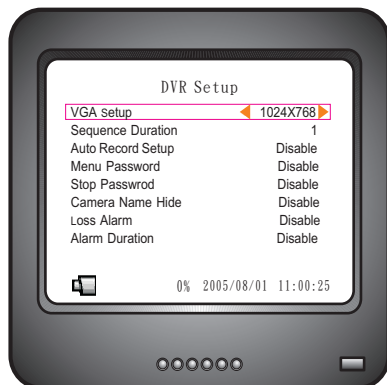 DVR Setup
VGA setup 1024X768
Sequence Duration 1
Auto Record Setup Disable
Menu Password Disable
Stop Passwrod Disable
Camera Name Hide Disable
Loss Alarm Disable
Alarm Duration Disable
0% 2005/08/01 11:00:25